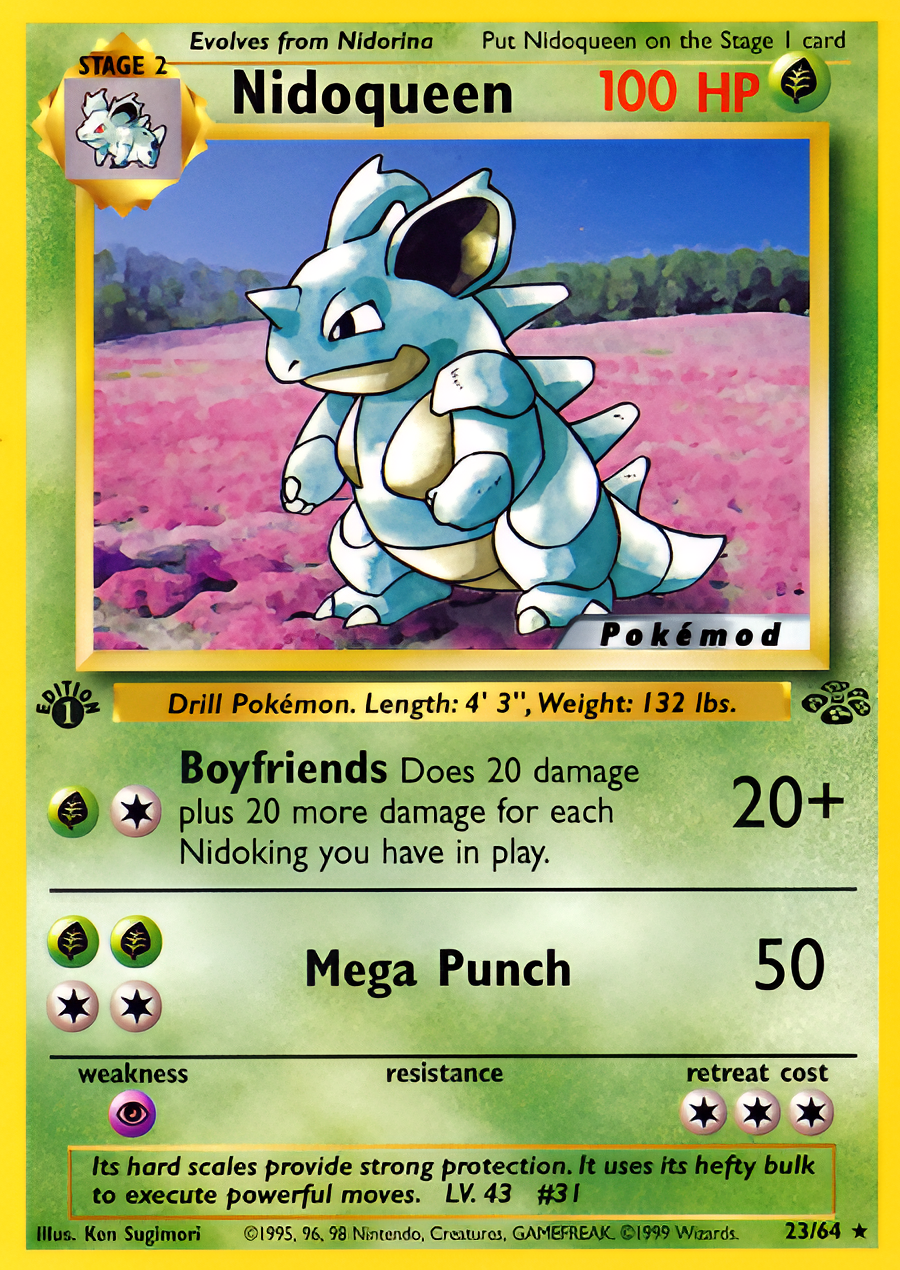 Evolves from Nidorina Put Nidoqueen on the Stage I card
STAGE 2
Nidoqueen 100 HP
Pokémod
EDITION
1
Drill Pokémon. Length: 4' 3", Weight: 132 lbs.
Boyfriends Does 20 damage
plus 20 more damage for each
Nidoking you have in play.
20+
Mega Punch 50
weakness resistance retreat cost
Its hard scales provide strong protection. It uses its hefty bulk
to execute powerful moves. LV. 43 #31
Illus. Ken Sugimori ©1995, 96, 98 Nintendo, Creatures, GAMEFREAK. ©1999 Wizards. 23/64 ★